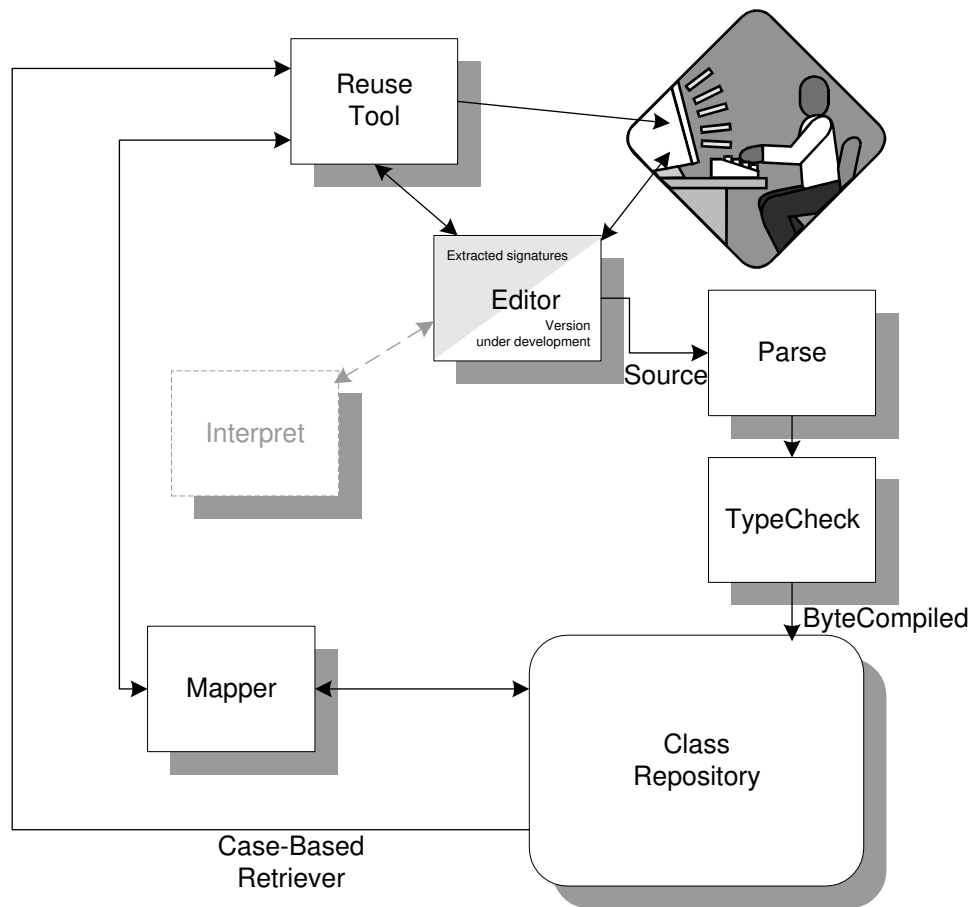 Reuse
Tool
Extracted signatures
Editor
Version
under development
Source
Parse
Interpret
TypeCheck
ByteCompiled
Mapper
Class
Repository
Case-Based
Retriever